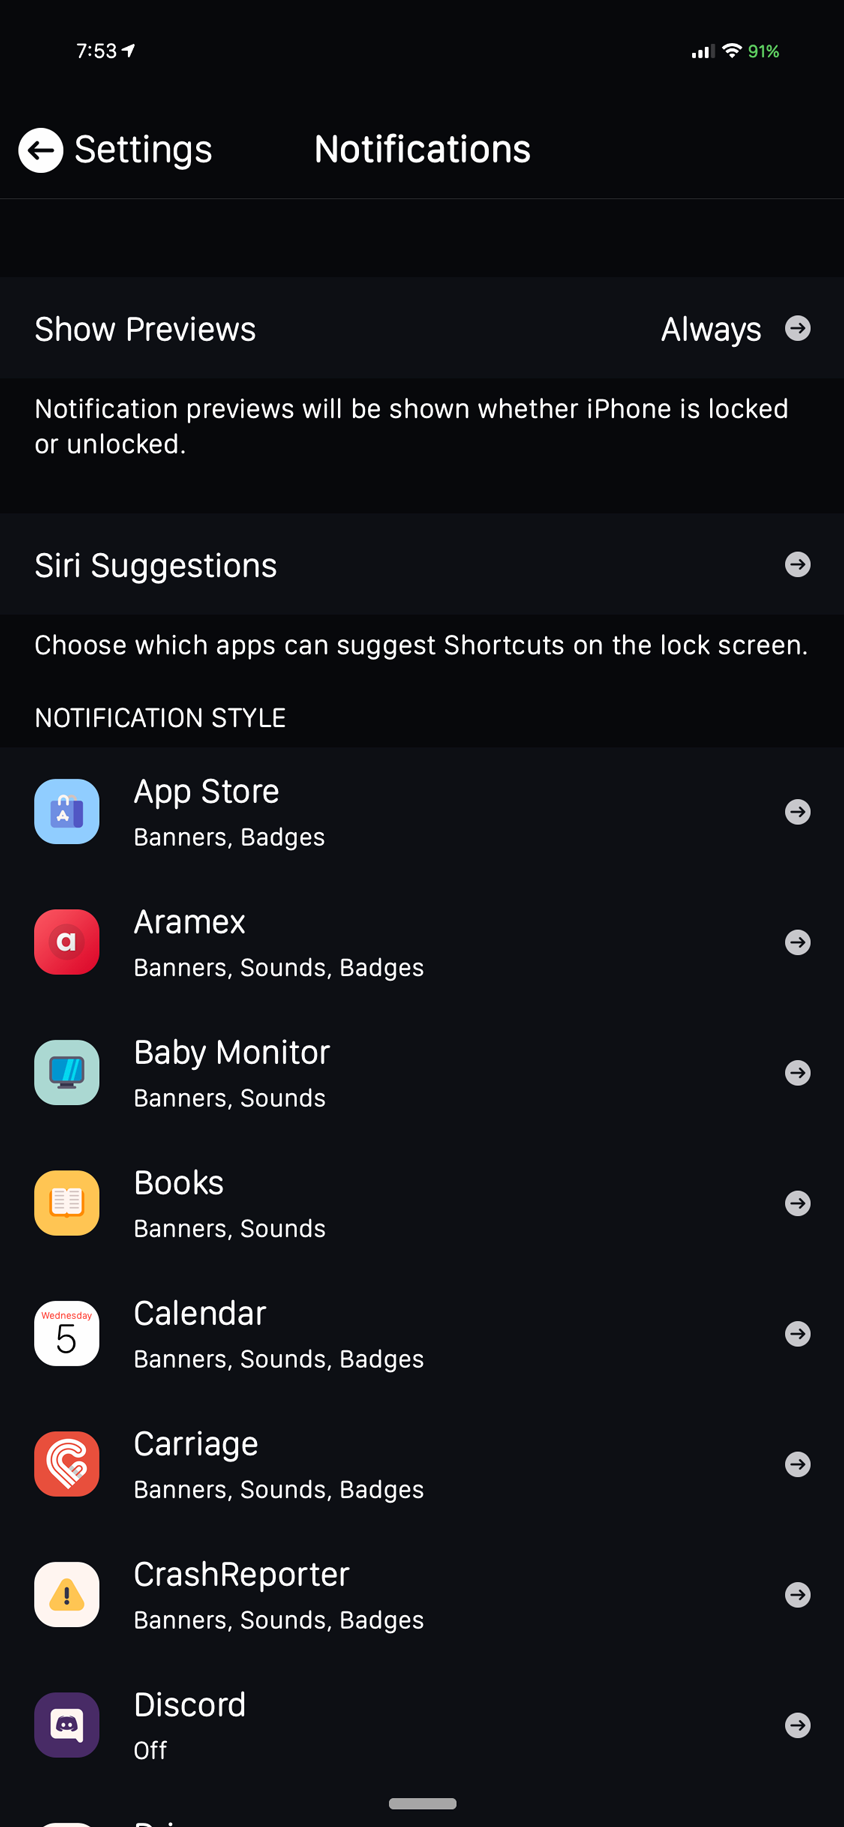 7:53
91%
Settings
Notifications
Show Previews
Always
Notification previews will be shown whether iPhone is locked
or unlocked.
Siri Suggestions
Choose which apps can suggest Shortcuts on the lock screen.
NOTIFICATION STYLE
App Store
Banners, Badges
a
Aramex
Banners, Sounds, Badges
Baby Monitor
Banners, Sounds
Books
Banners, Sounds
Wednesday
5
Calendar
Banners, Sounds, Badges
Carriage
Banners, Sounds, Badges
CrashReporter
Banners, Sounds, Badges
Discord
Off